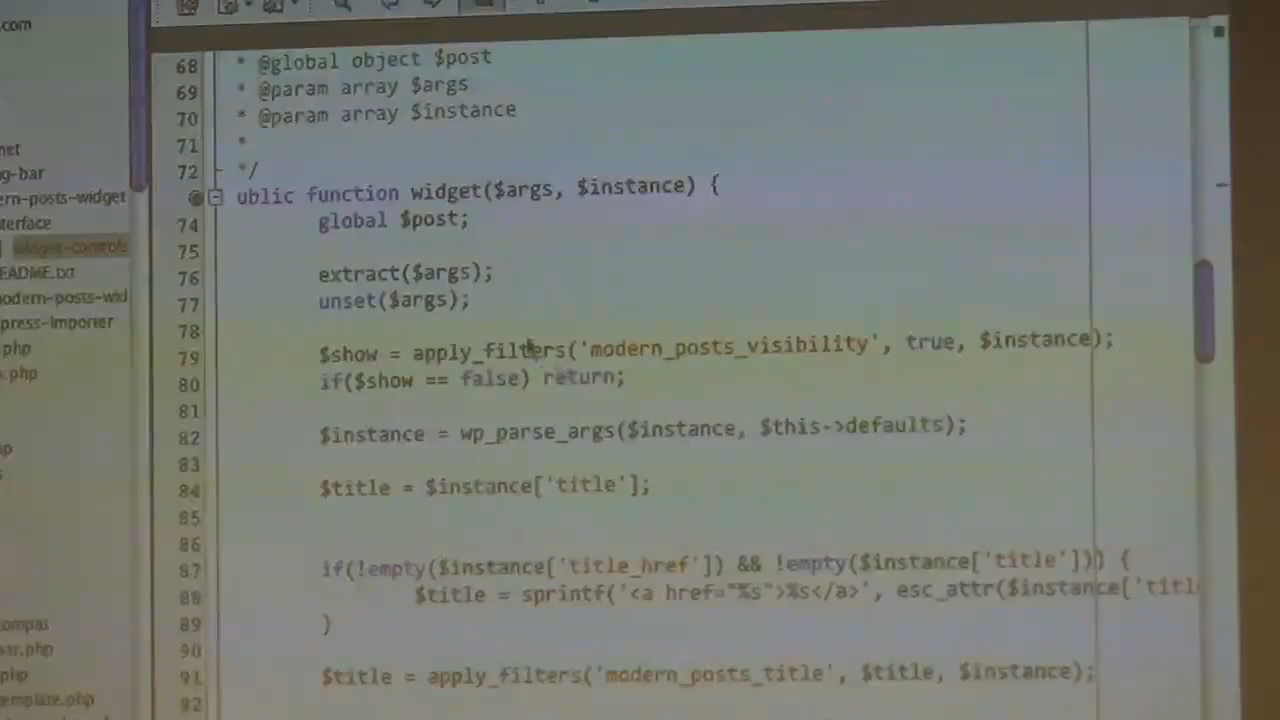 .com
net
g-bar
ern-posts-widget
terface
widget-controls
EADME.txt
odern-posts-wid
press-importer
.php
s.php
ompat
ar.php
php
template.php
68 * @global object $post
69 * @param array $args
70 * @param array $instance
71 *
72 */
ublic function widget($args, $instance) {
74 global $post;
75
76 extract($args);
77 unset($args);
78
79 $show = apply_filters('modern_posts_visibility', true, $instance);
80 if($show == false) return;
81
82 $instance = wp_parse_args($instance, $this->defaults);
83
84 $title = $instance['title'];
85
86
87 if(!empty($instance['title_href']) && !empty($instance['title'])) {
88 $title = sprintf('<a href="%s">%s</a>', esc_attr($instance['titl
89 }
90
91 $title = apply_filters('modern_posts_title', $title, $instance);
92